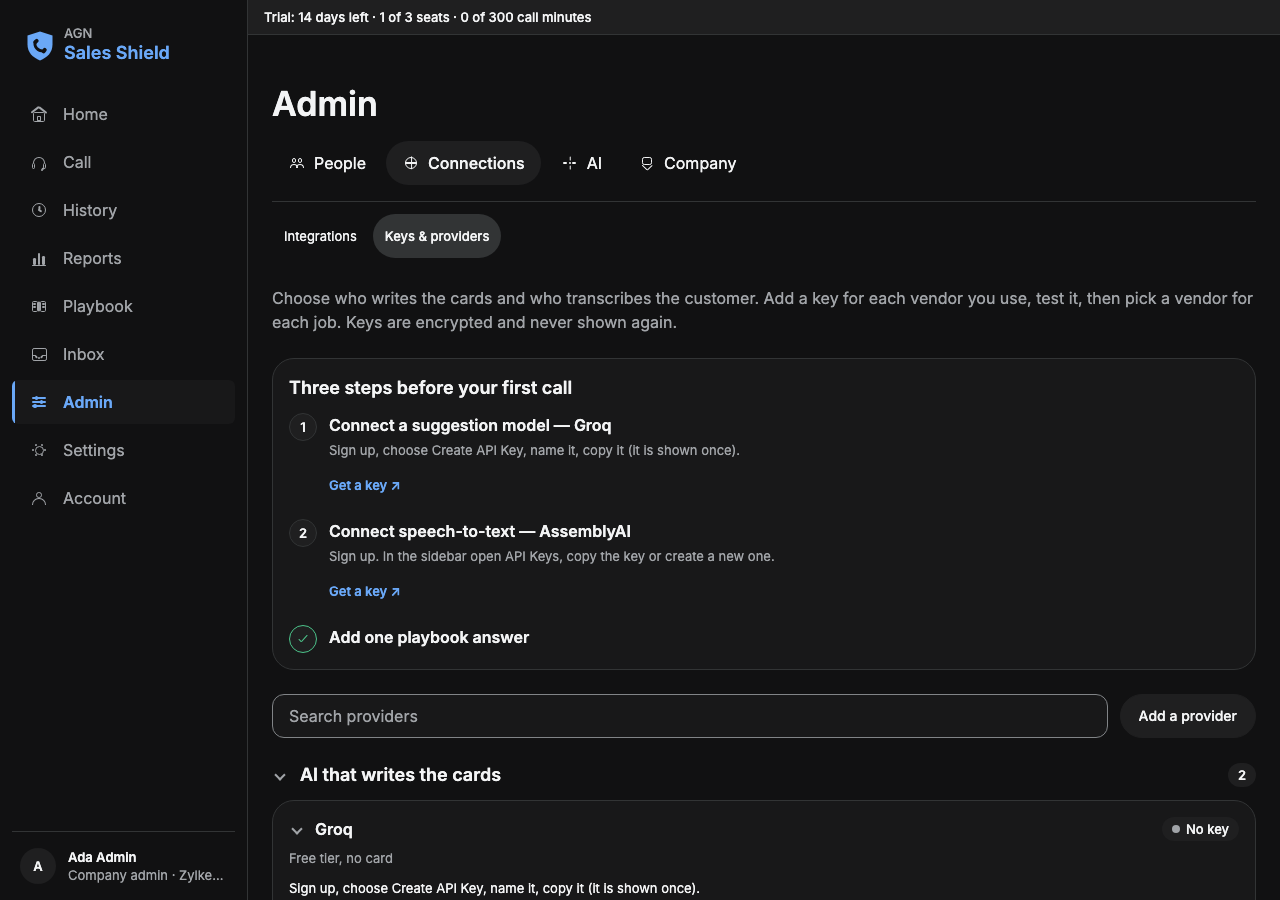 Trial: 14 days left · 1 of 3 seats · 0 of 300 call minutes
AGN
Sales Shield
Home
Call
History
Reports
Playbook
Inbox
Admin
Settings
Account
Ada Admin
Company admin · Zylke...
Admin
People
Connections
AI
Company
Integrations
Keys & providers
Choose who writes the cards and who transcribes the customer. Add a key for each vendor you use, test it, then pick a vendor for
each job. Keys are encrypted and never shown again.
Three steps before your first call
1
Connect a suggestion model — Groq
Sign up, choose Create API Key, name it, copy it (it is shown once).
Get a key ↗
2
Connect speech-to-text — AssemblyAI
Sign up. In the sidebar open API Keys, copy the key or create a new one.
Get a key ↗
Add one playbook answer
Search providers
Add a provider
AI that writes the cards
2
Groq
No key
Free tier, no card
Sign up, choose Create API Key, name it, copy it (it is shown once).
A